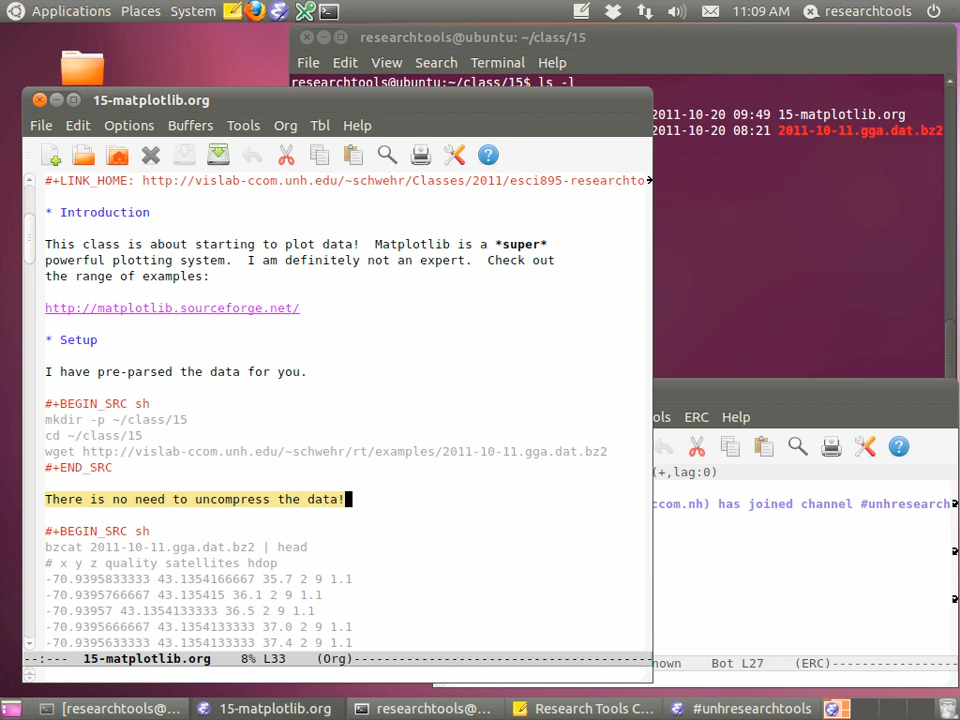 Applications Places System 11:09 AM researchtools
researchtools@ubuntu: ~/class/15
File Edit View Search Terminal Help
researchtools@ubuntu:~/class/15$ ls -l
2011-10-20 09:49 15-matplotlib.org
2011-10-20 08:21 2011-10-11.gga.dat.bz2
15-matplotlib.org
File Edit Options Buffers Tools Org Tbl Help
#+LINK_HOME: http://vislab-ccom.unh.edu/~schwehr/Classes/2011/esci895-researchto
* Introduction
This class is about starting to plot data!  Matplotlib is a *super*
powerful plotting system.  I am definitely not an expert.  Check out
the range of examples:
http://matplotlib.sourceforge.net/
* Setup
I have pre-parsed the data for you.
#+BEGIN_SRC sh
mkdir -p ~/class/15
cd ~/class/15
wget http://vislab-ccom.unh.edu/~schwehr/rt/examples/2011-10-11.gga.dat.bz2
#+END_SRC
There is no need to uncompress the data!
#+BEGIN_SRC sh
bzcat 2011-10-11.gga.dat.bz2 | head
# x y z quality satellites hdop
-70.9395833333 43.1354166667 35.7 2 9 1.1
-70.9395766667 43.135415 36.1 2 9 1.1
-70.93957 43.1354133333 36.5 2 9 1.1
-70.9395666667 43.1354133333 37.0 2 9 1.1
-70.9395633333 43.1354133333 37.4 2 9 1.1
--:--- 15-matplotlib.org 8% L33 (Org)
ols ERC Help
(+,lag:0)
ccom.nh) has joined channel #unhresearch
nown Bot L27 (ERC)
[researchtools@... 15-matplotlib.org researchtools@... Research Tools C... #unhresearchtools